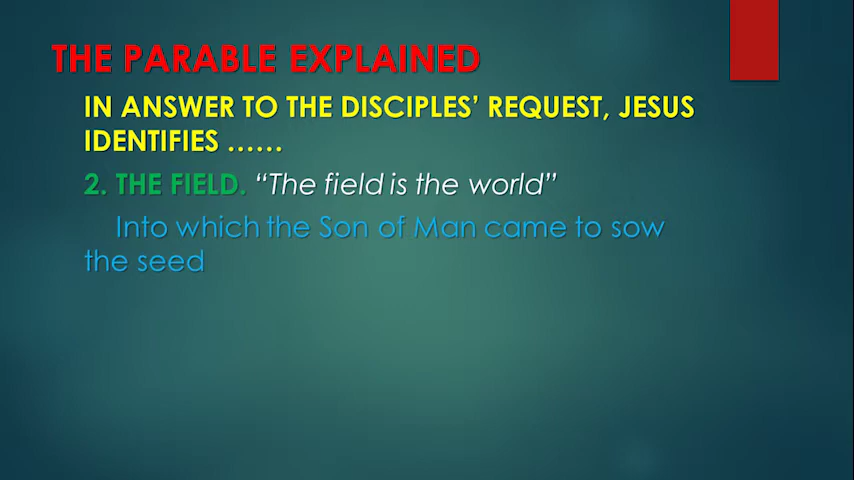 THE PARABLE EXPLAINED
IN ANSWER TO THE DISCIPLES’ REQUEST, JESUS
IDENTIFIES ……
2. THE FIELD. “The field is the world”
Into which the Son of Man came to sow
the seed